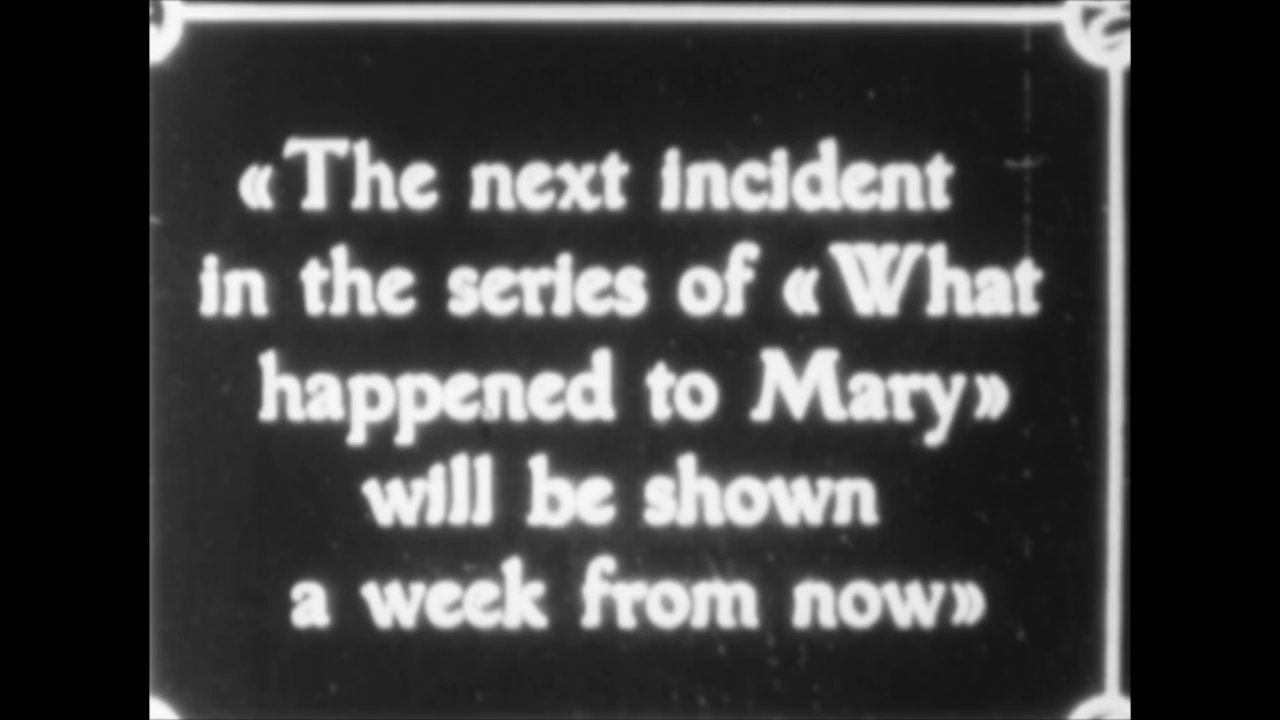 «The next incident
in the series of «What
happened to Mary»
will be shown
a week from now»